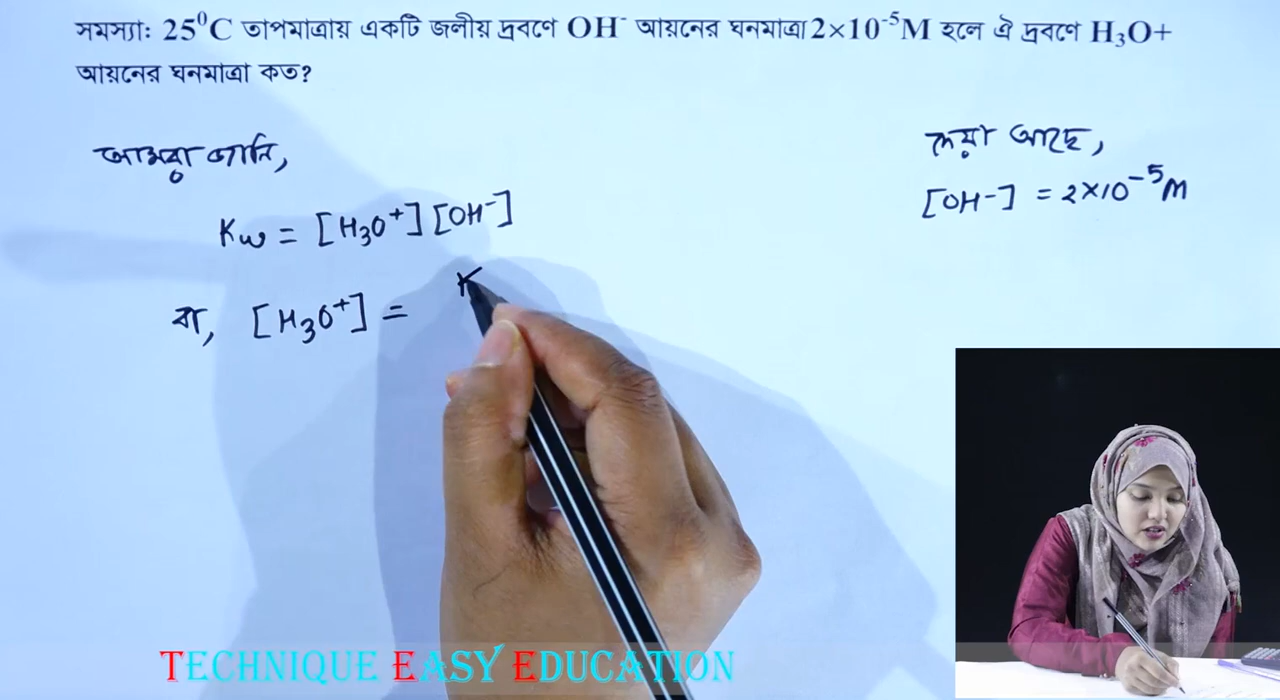 সমস্যাঃ 25⁰C তাপমাত্রায় একটি জলীয় দ্রবণে OH⁻ আয়নের ঘনমাত্রা 2×10⁻⁵M হলে ঐ দ্রবণে H₃O+
আয়নের ঘনমাত্রা কত?
আমরা জানি,
Kw = [H₃O⁺][OH⁻]
বা, [H₃O⁺] = K
দেয়া আছে,
[OH-] = 2×10⁻⁵M
TECHNIQUE EASY EDUCATION